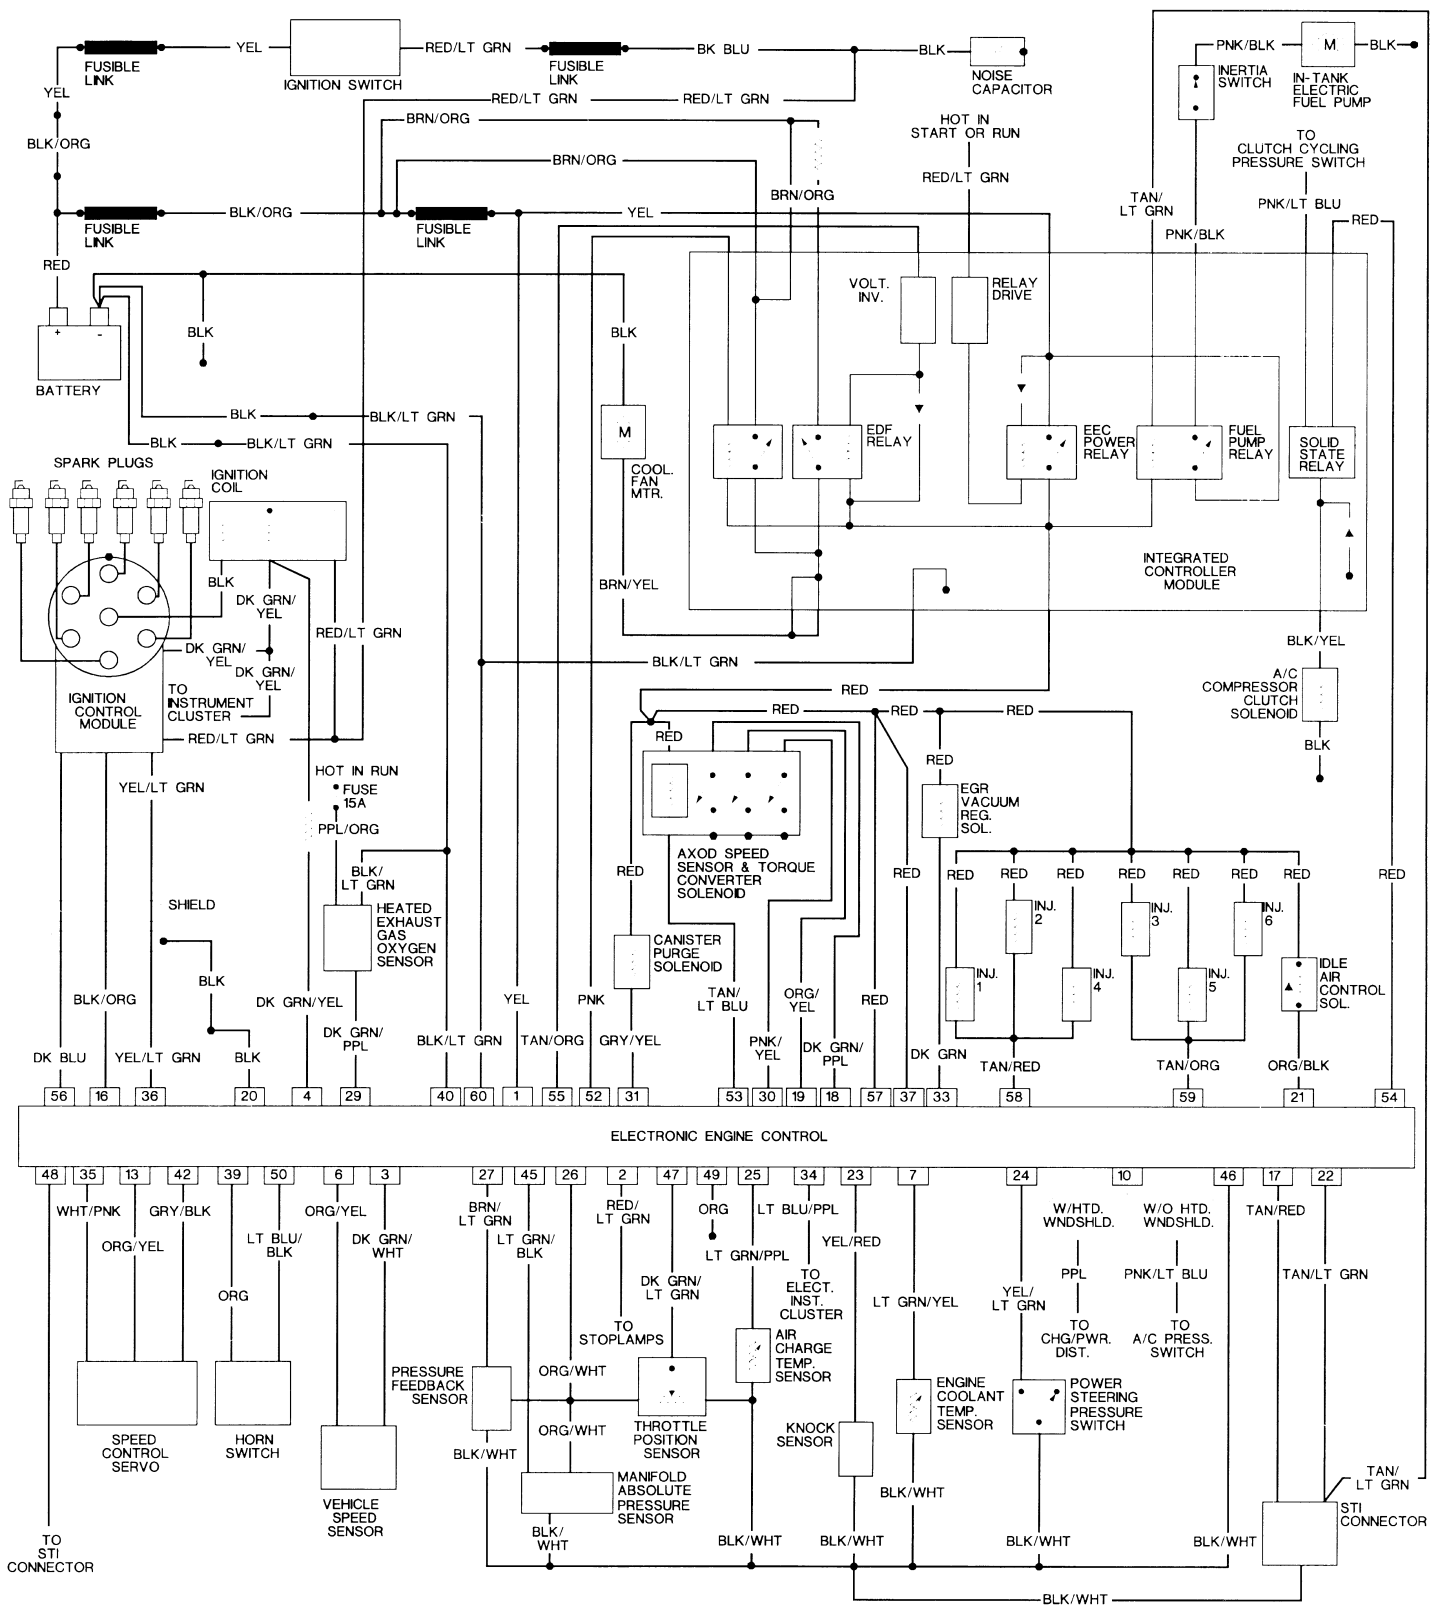 YEL
RED/LT GRN
BK BLU
BLK
PNK/BLK
M
BLK
FUSIBLE
LINK
IGNITION SWITCH
FUSIBLE
LINK
NOISE
CAPACITOR
INERTIA
SWITCH
IN-TANK
ELECTRIC
FUEL PUMP
YEL
RED/LT GRN
RED/LT GRN
BRN/ORG
HOT IN
START OR RUN
TO
CLUTCH CYCLING
PRESSURE SWITCH
BLK/ORG
BRN/ORG
RED/LT GRN
BRN/ORG
TAN/
LT GRN
PNK/LT BLU
BLK/ORG
YEL
RED
FUSIBLE
LINK
FUSIBLE
LINK
PNK/BLK
RED
VOLT.
INV.
RELAY
DRIVE
+
-
BLK
BLK
BATTERY
BLK
BLK/LT GRN
M
BLK
BLK/LT GRN
EDF
RELAY
EEC
POWER
RELAY
FUEL
PUMP
RELAY
SOLID
STATE
RELAY
SPARK PLUGS
IGNITION
COIL
COOL.
FAN
MTR.
INTEGRATED
CONTROLLER
MODULE
BLK
DK GRN/
YEL
BRN/YEL
RED/LT GRN
DK GRN/
YEL
DK GRN/
YEL
BLK/YEL
BLK/LT GRN
IGNITION
CONTROL
MODULE
TO
INSTRUMENT
CLUSTER
A/C
COMPRESSOR
CLUTCH
SOLENOID
RED
RED
RED
RED
RED/LT GRN
RED
BLK
HOT IN RUN
FUSE
15A
YEL/LT GRN
RED
EGR
VACUUM
REG.
SOL.
PPL/ORG
AXOD SPEED
SENSOR & TORQUE
CONVERTER
SOLENOID
BLK/
LT GRN
RED
RED
RED
RED
RED
RED
RED
RED
RED
RED
SHIELD
HEATED
EXHAUST
GAS
OXYGEN
SENSOR
INJ.
2
INJ.
3
INJ.
6
CANISTER
PURGE
SOLENOID
BLK
INJ.
1
INJ.
4
INJ.
5
IDLE
AIR
CONTROL
SOL.
BLK/ORG
DK GRN/YEL
YEL
PNK
TAN/
LT BLU
ORG/
YEL
RED
DK BLU
YEL/LT GRN
BLK
DK GRN/
PPL
BLK/LT GRN
TAN/ORG
GRY/YEL
PNK/
YEL
DK GRN/
PPL
DK GRN
TAN/RED
TAN/ORG
ORG/BLK
56 16 36 20 4 29 40 60 1 55 52 31 53 30 19 18 57 37 33 58 59 21 54
ELECTRONIC ENGINE CONTROL
48 35 13 42 39 50 6 3 27 45 26 2 47 49 25 34 23 7 24 10 46 17 22
WHT/PNK
GRY/BLK
ORG/YEL
LT BLU/
BLK
ORG
ORG/YEL
DK GRN/
WHT
BRN/
LT GRN
LT GRN/
BLK
RED/
LT GRN
ORG
LT BLU/PPL
LT GRN/PPL
YEL/RED
W/HTD.
WNDSHLD.
W/O HTD.
WNDSHLD.
TAN/RED
DK GRN/
LT GRN
TO
ELECT.
INST.
CLUSTER
LT GRN/YEL
YEL/
LT GRN
PPL
PNK/LT BLU
TAN/LT GRN
TO
STOPLAMPS
TO
CHG/PWR.
DIST.
TO
A/C PRESS.
SWITCH
AIR
CHARGE
TEMP.
SENSOR
PRESSURE
FEEDBACK
SENSOR
ORG/WHT
ENGINE
COOLANT
TEMP.
SENSOR
POWER
STEERING
PRESSURE
SWITCH
SPEED
CONTROL
SERVO
HORN
SWITCH
BLK/WHT
ORG/WHT
THROTTLE
POSITION
SENSOR
KNOCK
SENSOR
VEHICLE
SPEED
SENSOR
MANIFOLD
ABSOLUTE
PRESSURE
SENSOR
BLK/WHT
TAN/
LT GRN
STI
CONNECTOR
TO
STI
CONNECTOR
BLK/
WHT
BLK/WHT
BLK/WHT
BLK/WHT
BLK/WHT
BLK/WHT